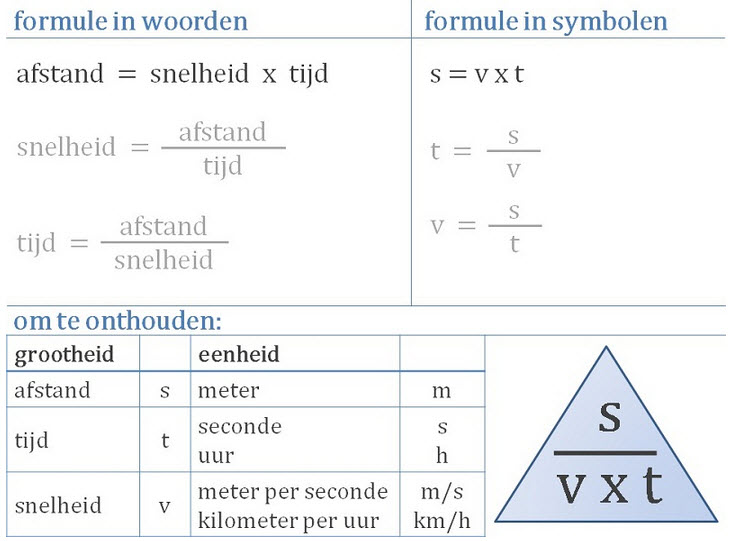 formule in woorden
formule in symbolen
afstand = snelheid x tijd
s = v x t
snelheid = afstand
tijd
t = s
v
tijd = afstand
snelheid
v = s
t
om te onthouden:
grootheid eenheid
afstand s meter m
tijd t seconde s
uur h
snelheid v meter per seconde m/s
kilometer per uur km/h
s
v x t